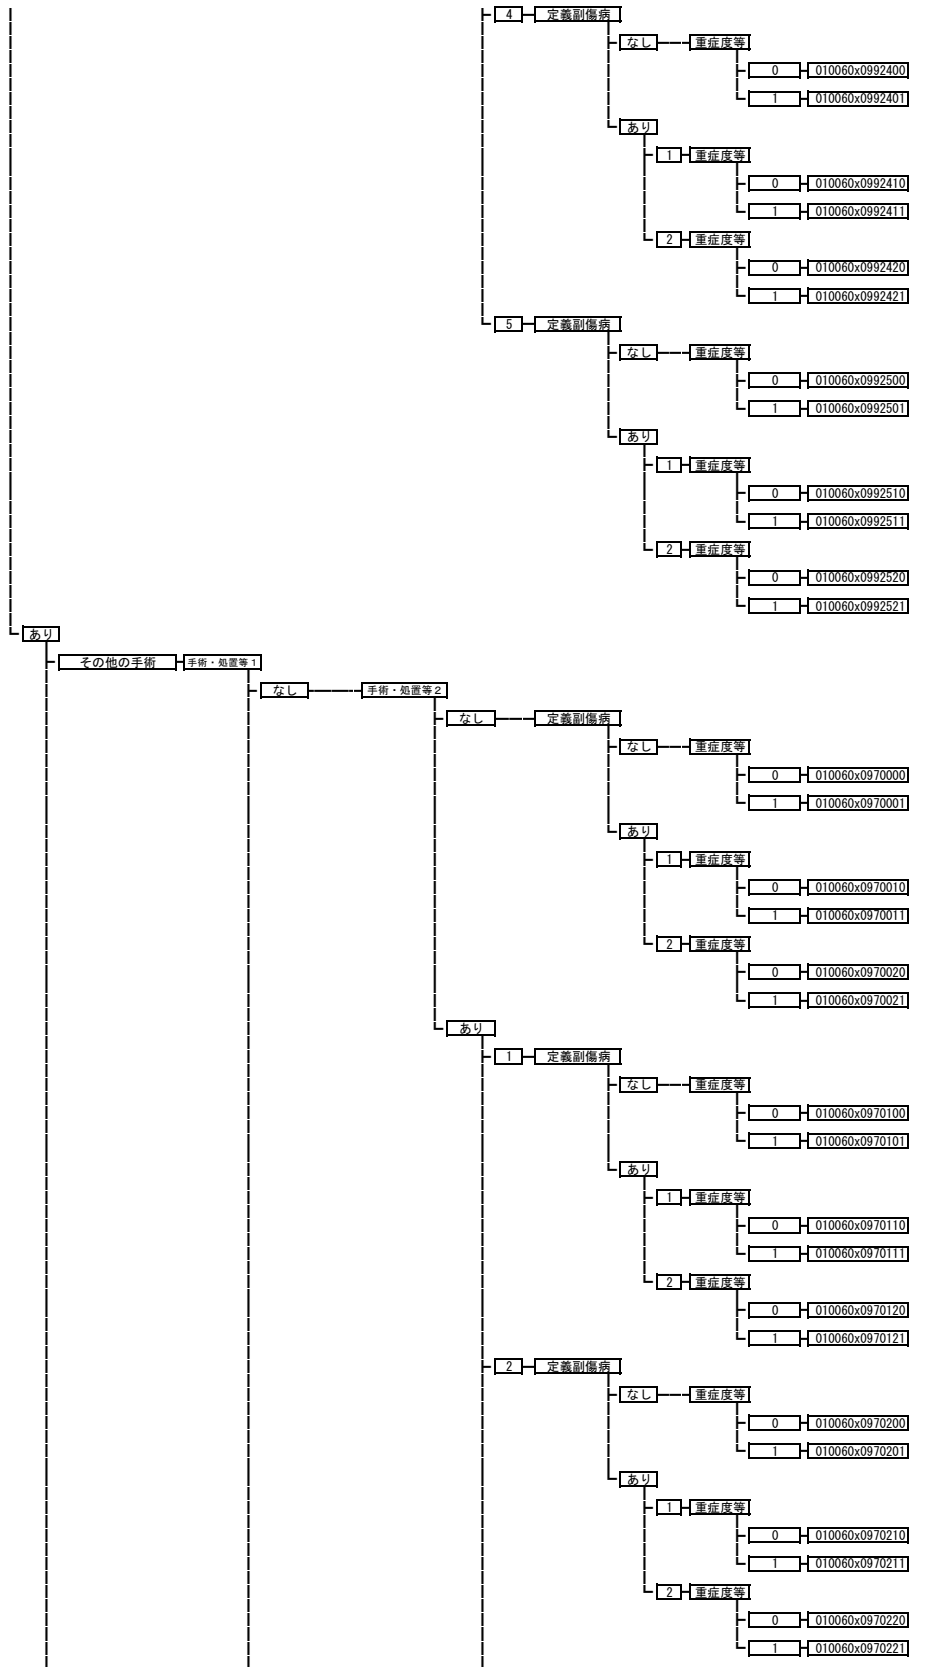 4 定義副傷病
なし 重症度等
0 010060x0992400
1 010060x0992401
あり
1 重症度等
0 010060x0992410
1 010060x0992411
2 重症度等
0 010060x0992420
1 010060x0992421
5 定義副傷病
なし 重症度等
0 010060x0992500
1 010060x0992501
あり
1 重症度等
0 010060x0992510
1 010060x0992511
2 重症度等
0 010060x0992520
1 010060x0992521
あり
その他の手術 手術・処置等1
なし 手術・処置等2
なし 定義副傷病
なし 重症度等
0 010060x0970000
1 010060x0970001
あり
1 重症度等
0 010060x0970010
1 010060x0970011
2 重症度等
0 010060x0970020
1 010060x0970021
あり
1 定義副傷病
なし 重症度等
0 010060x0970100
1 010060x0970101
あり
1 重症度等
0 010060x0970110
1 010060x0970111
2 重症度等
0 010060x0970120
1 010060x0970121
2 定義副傷病
なし 重症度等
0 010060x0970200
1 010060x0970201
あり
1 重症度等
0 010060x0970210
1 010060x0970211
2 重症度等
0 010060x0970220
1 010060x0970221